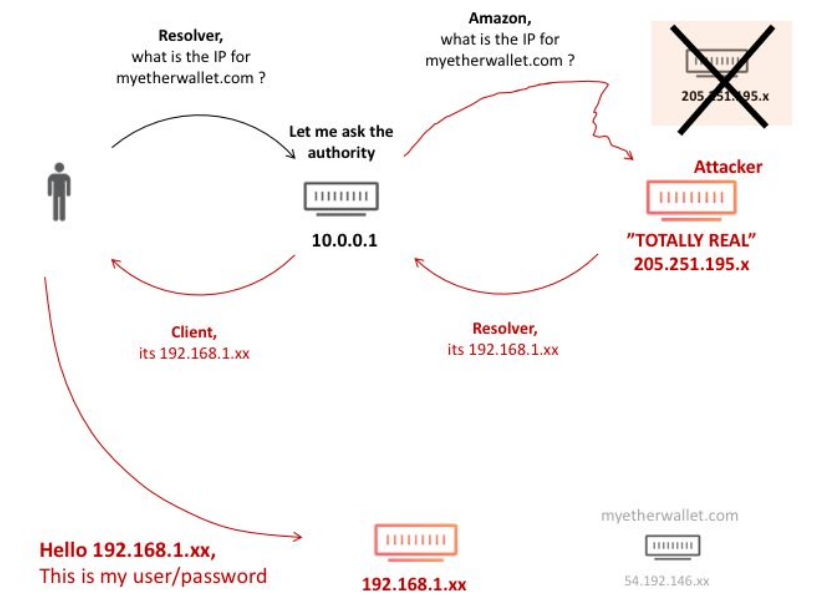 Resolver,
what is the IP for
myetherwallet.com ?
Amazon,
what is the IP for
myetherwallet.com ?
205.251.195.x
Let me ask the
authority
10.0.0.1
Attacker
”TOTALLY REAL”
205.251.195.x
Client,
its 192.168.1.xx
Resolver,
its 192.168.1.xx
Hello 192.168.1.xx,
This is my user/password
192.168.1.xx
myetherwallet.com
54.192.146.xx